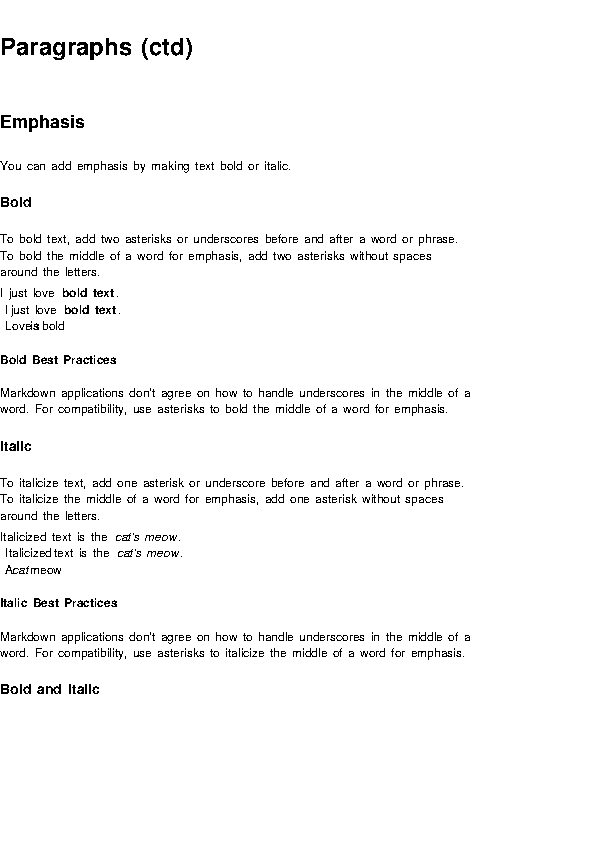 Paragraphs (ctd)
Emphasis
You can add emphasis by making text bold or italic.
Bold
To bold text, add two asterisks or underscores before and after a word or phrase.
To bold the middle of a word for emphasis, add two asterisks without spaces
around the letters.
I just love bold text.
I just love bold text.
Loveis bold
Bold Best Practices
Markdown applications don't agree on how to handle underscores in the middle of a
word. For compatibility, use asterisks to bold the middle of a word for emphasis.
Italic
To italicize text, add one asterisk or underscore before and after a word or phrase.
To italicize the middle of a word for emphasis, add one asterisk without spaces
around the letters.
Italicized text is the cat's meow.
Italicized text is the cat's meow.
Acatmeow
Italic Best Practices
Markdown applications don't agree on how to handle underscores in the middle of a
word. For compatibility, use asterisks to italicize the middle of a word for emphasis.
Bold and Italic